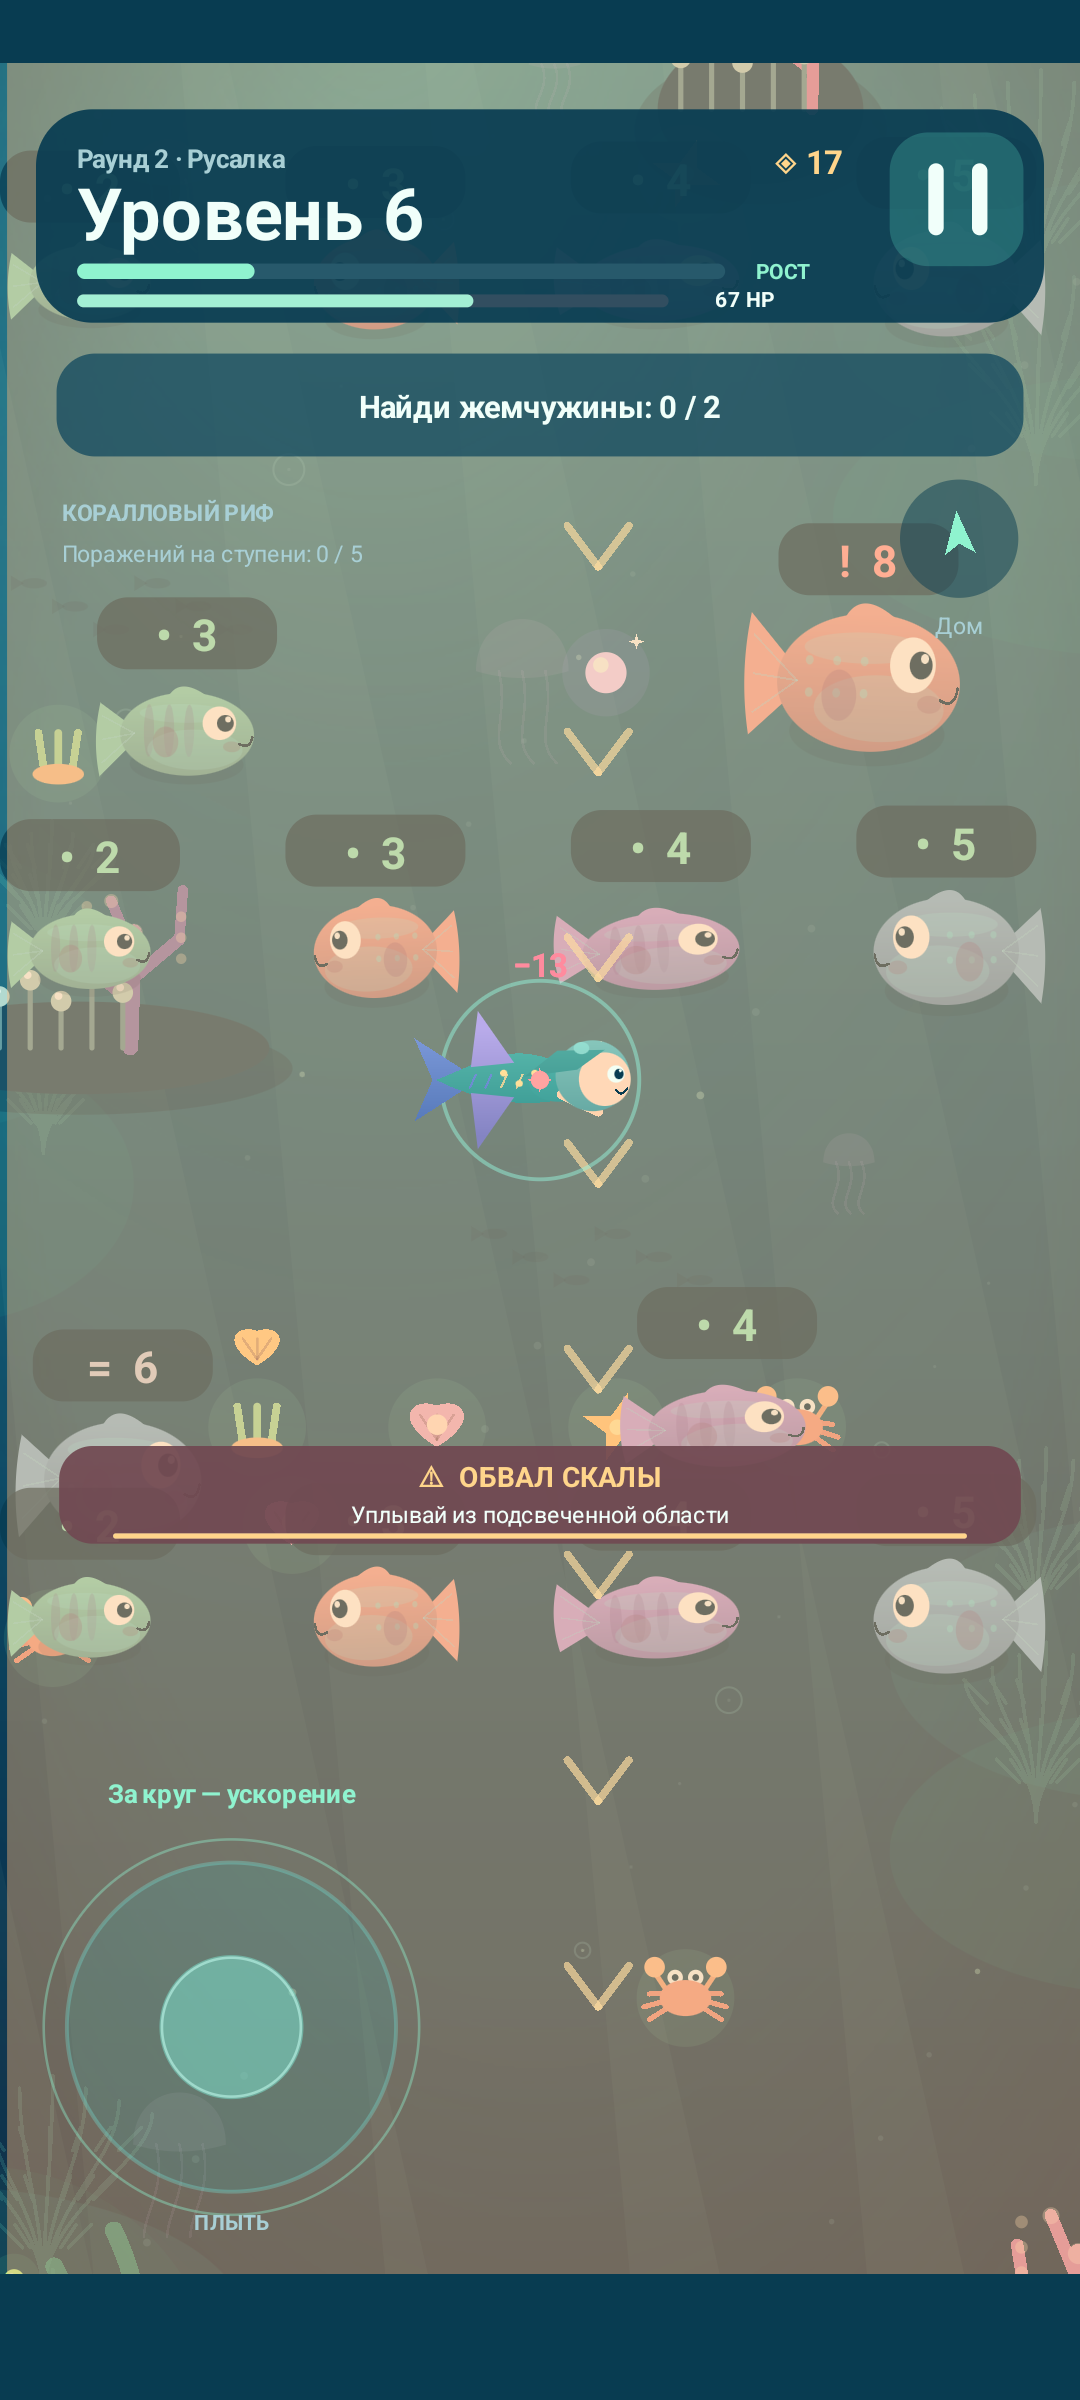 Раунд 2 · Русалка
17
Уровень 6
РОСТ
67 HP
Найди жемчужины: 0 / 2
КОРАЛЛОВЫЙ РИФ
Поражений на ступени: 0 / 5
! 8
Дом
• 3
• 2
• 3
• 4
• 5
−13
• 4
= 6
⚠ ОБВАЛ СКАЛЫ
Уплывай из подсвеченной области
За круг — ускорение
ПЛЫТЬ